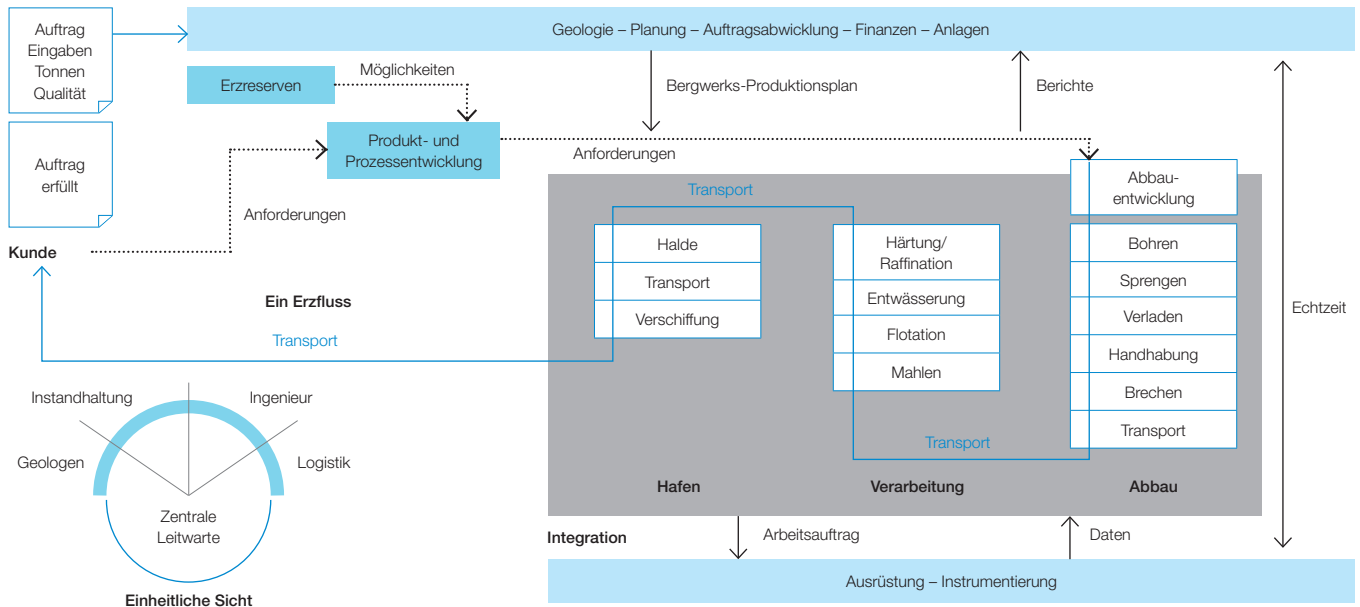 Auftrag
Eingaben
Tonnen
Qualität
Geologie – Planung – Auftragsabwicklung – Finanzen – Anlagen
Erzreserven
Möglichkeiten
Bergwerks-Produktionsplan
Berichte
Auftrag
erfüllt
Produkt- und
Prozessentwicklung
Anforderungen
Anforderungen
Kunde
Transport
Abbau-
entwicklung
Halde
Transport
Verschiffung
Härtung/
Raffination
Entwässerung
Flotation
Mahlen
Bohren
Sprengen
Verladen
Handhabung
Brechen
Transport
Echtzeit
Ein Erzfluss
Transport
Transport
Hafen
Verarbeitung
Abbau
Instandhaltung
Ingenieur
Geologen
Logistik
Zentrale
Leitwarte
Einheitliche Sicht
Integration
Arbeitsauftrag
Daten
Ausrüstung – Instrumentierung